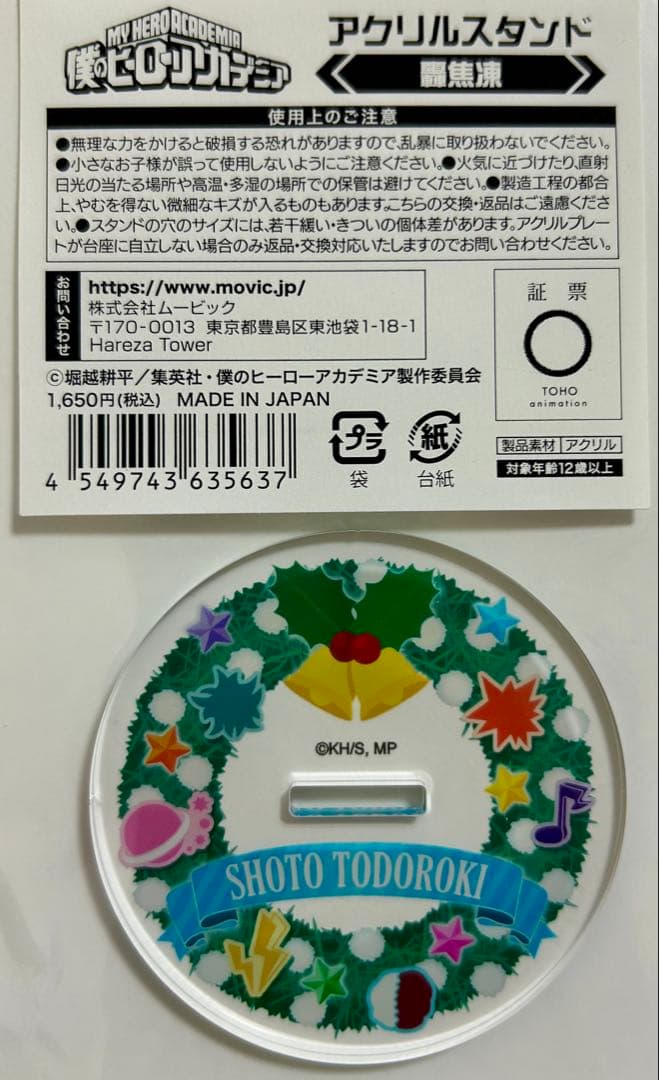 MY HERO ACADEMIA
僕のヒーローアカデミア
アクリルスタンド
轟焦凍
使用上のご注意
●無理な力をかけると破損する恐れがありますので、乱暴に取り扱わないでください。
●小さなお子様が誤って使用しないようにご注意ください。●火気に近づけたり、直射
日光の当たる場所や高温・多湿の場所での保管は避けてください。●製造工程の都合
上、やむを得ない微細なキズが入るものもあります。こちらの交換・返品はご遠慮くださ
い。●スタンドの穴のサイズには、若干緩い・きついの個体差があります。アクリルプレー
トが台座に自立しない場合のみ返品・交換対応いたしますのでお問い合わせください。
お問い合わせ
https://www.movic.jp/
株式会社ムービック
〒170-0013 東京都豊島区東池袋1-18-1
Hareza Tower
証票
TOHO
animation
©堀越耕平／集英社・僕のヒーローアカデミア製作委員会
1,650円(税込) MADE IN JAPAN
4 549743 635637
プラ
袋
紙
台紙
製品素材 アクリル
対象年齢12歳以上
©KH/S, MP
SHOTO TODOROKI